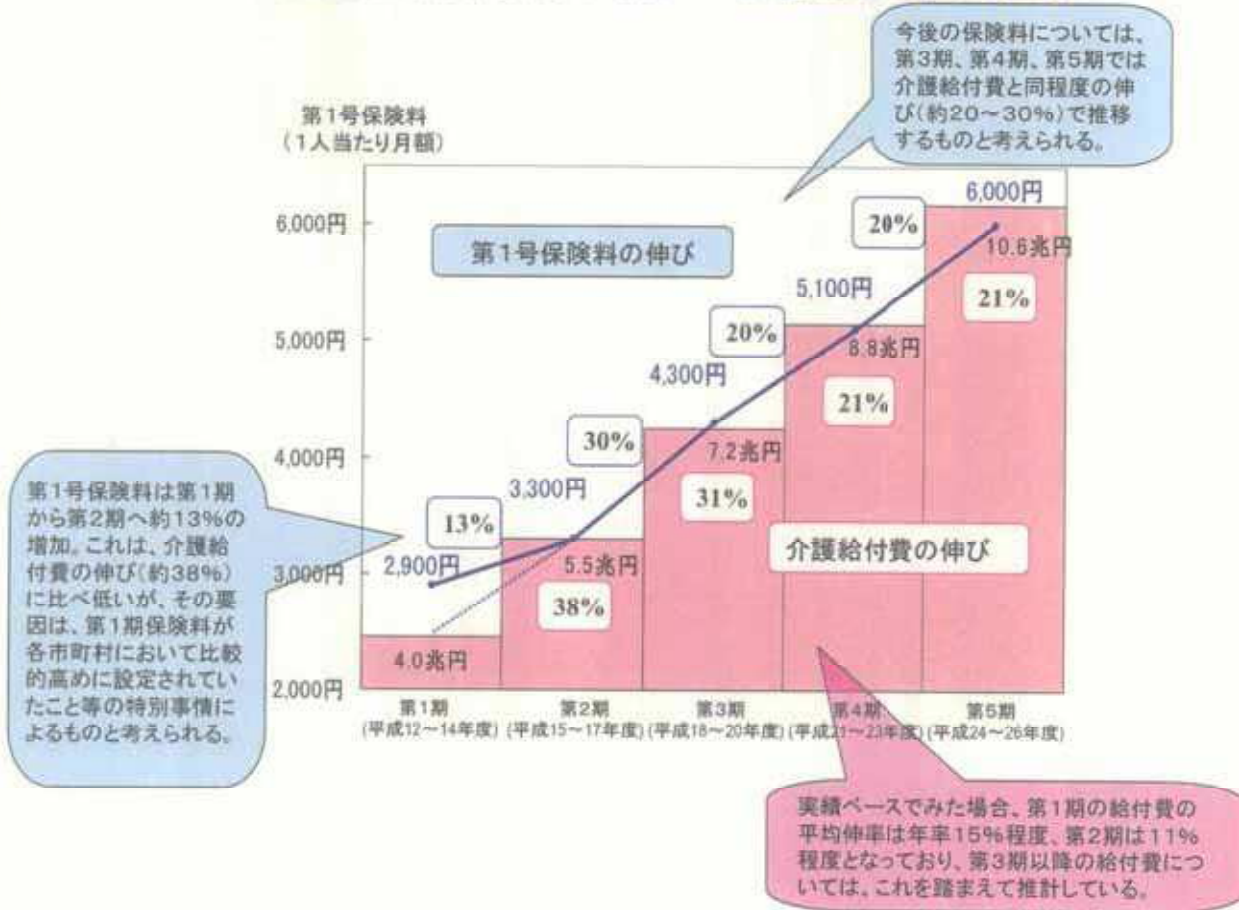 今後の保険料については、
第3期、第4期、第5期では
介護給付費と同程度の伸
び(約20～30%)で推移
するものと考えられる。
第1号保険料
(1人当たり月額)
6,000円
5,000円
4,000円
3,000円
2,000円
第1号保険料の伸び
2,900円
3,300円
4,300円
5,100円
6,000円
13%
30%
20%
20%
4.0兆円
5.5兆円
7.2兆円
8.8兆円
10.6兆円
38%
31%
21%
21%
介護給付費の伸び
第1号保険料は第1期
から第2期へ約13%の
増加。これは、介護給
付費の伸び(約38%)
に比べ低いが、その要
因は、第1期保険料が
各市町村において比較
的高めに設定されてい
たこと等の特別事情に
よるものと考えられる。
第1期 第2期 第3期 第4期 第5期
(平成12～14年度) (平成15～17年度) (平成18～20年度) (平成21～23年度) (平成24～26年度)
実績ベースでみた場合、第1期の給付費の
平均伸率は年率15%程度、第2期は11%
程度となっており、第3期以降の給付費につ
いては、これを踏まえて推計している。